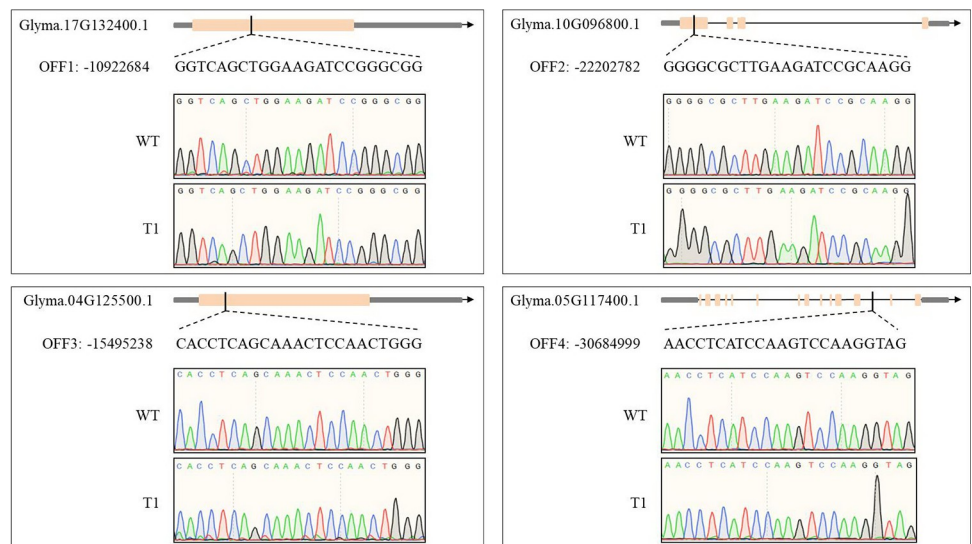 Glyma.17G132400.1
OFF1: -10922684 GGTCAGCTGGAAGATCCGGGCGG
GGTCAGCTGGAAGATCCGGGCGG
WT
GGTCAGCTGGAAGATCCGGGCGG
T1
Glyma.10G096800.1
OFF2: -22202782 GGGGCGCTTGAAGATCCGCAAGG
GGGGCGCTTGAAGATCCGCAAGG
WT
GGGGCGCTTGAAGATCCGCAAGG
T1
Glyma.04G125500.1
OFF3: -15495238 CACCTCAGCAAACTCCAACTGGG
CACCTCAGCAAACTCCAACTGGG
WT
CACCTCAGCAAACTCCAACTGGG
T1
Glyma.05G117400.1
OFF4: -30684999 AACCTCATCCAAGTCCAAGGTAG
AACCTCATCCAAGTCCAAGGTAG
WT
AACCTCATCCAAGTCCAAGGTAG
T1